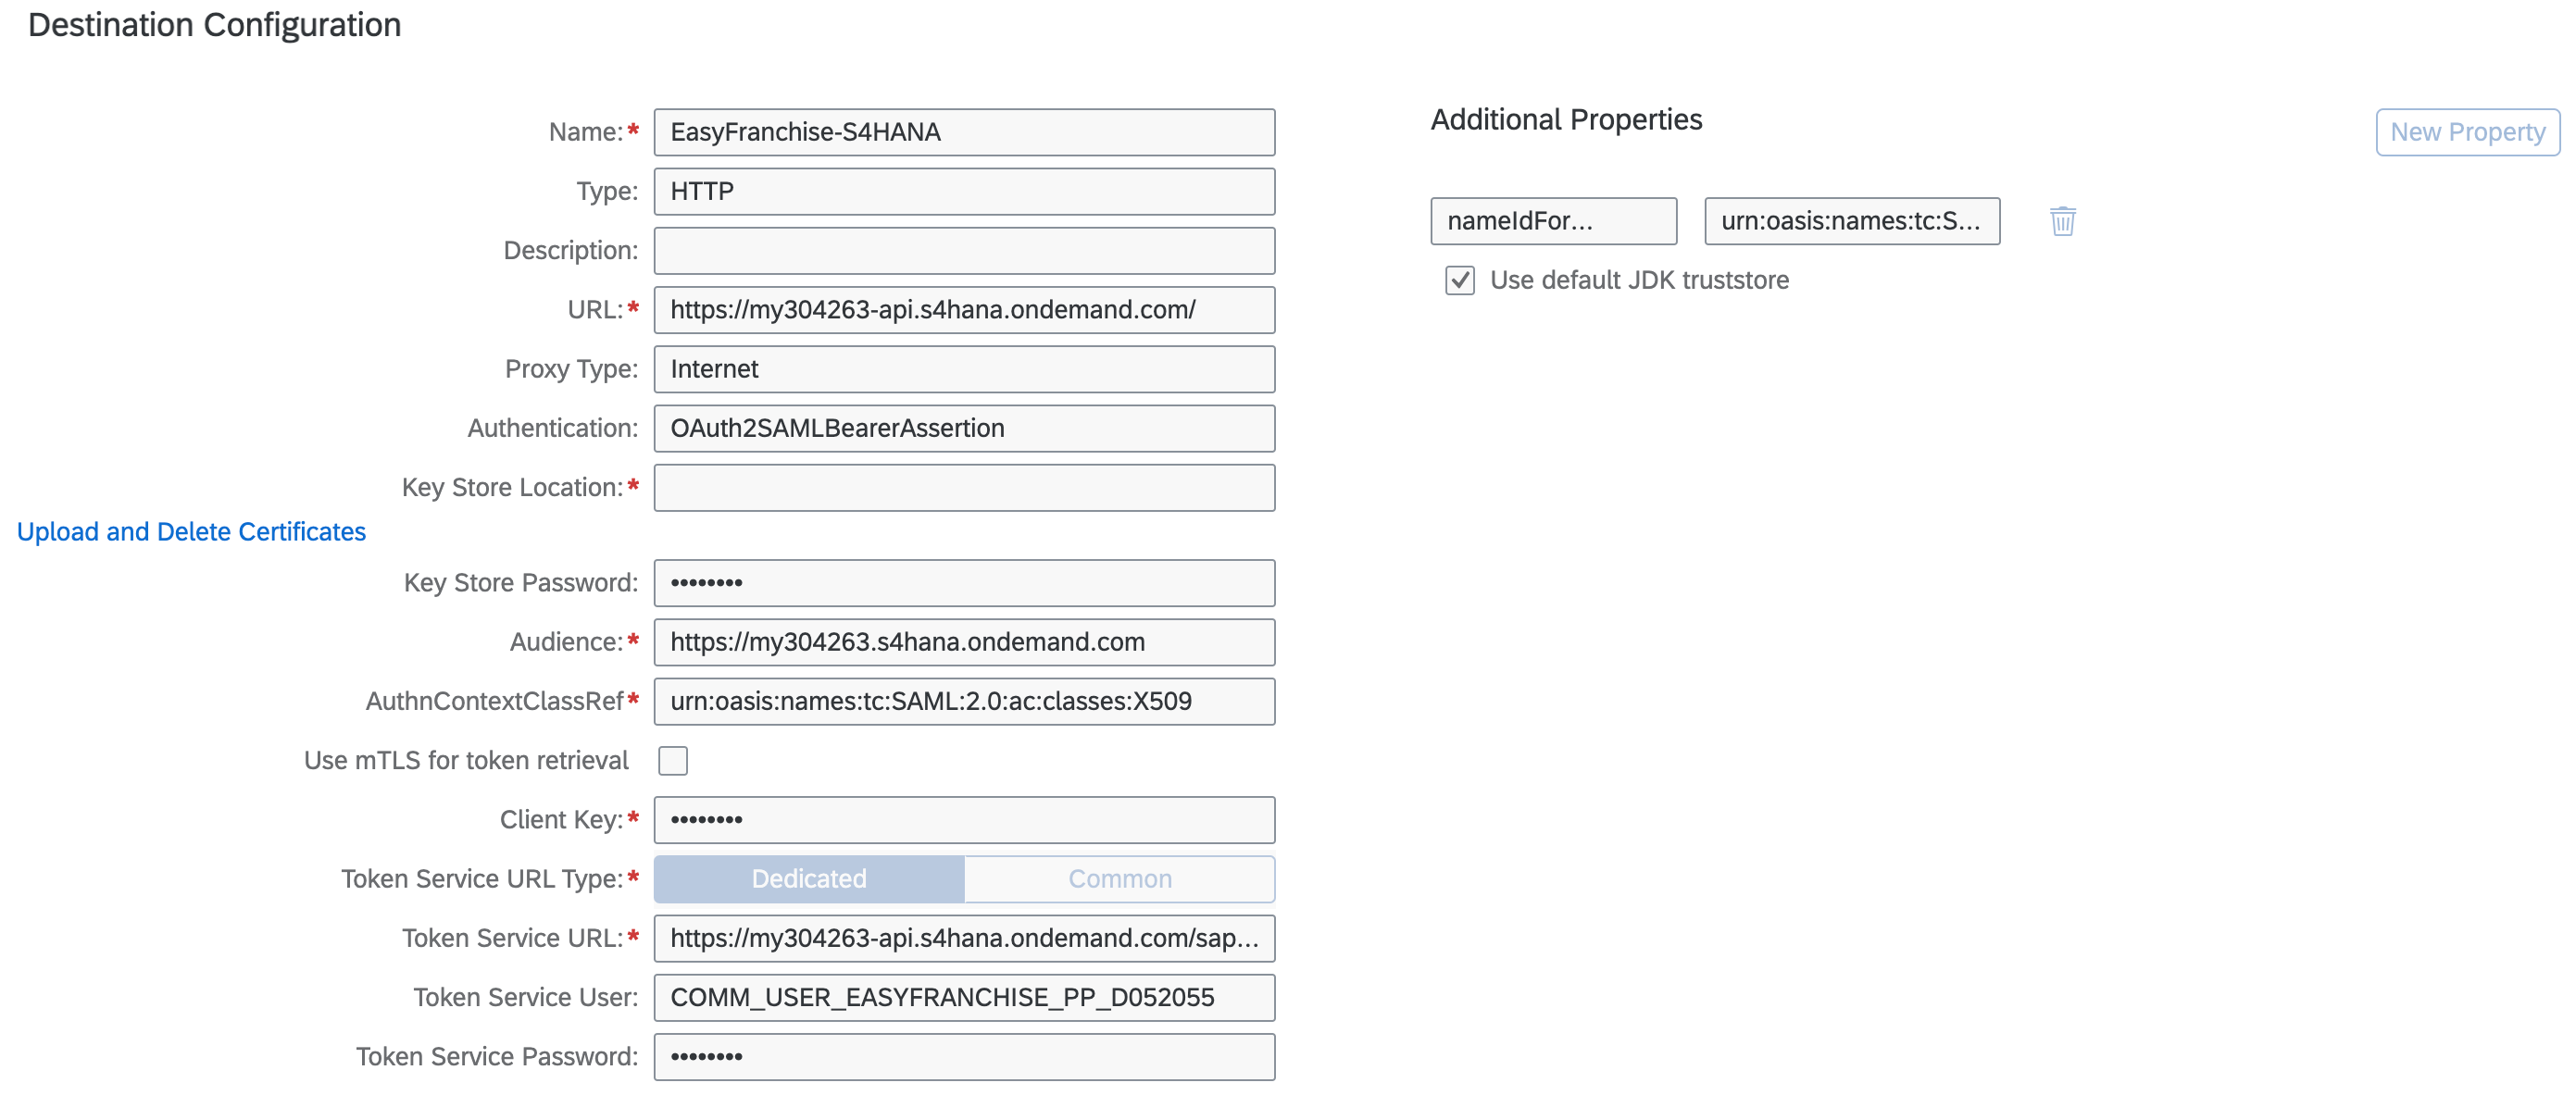 Destination Configuration
Name:* EasyFranchise-S4HANA
Type: HTTP
Description:
URL:* https://my304263-api.s4hana.ondemand.com/
Proxy Type: Internet
Authentication: OAuth2SAMLBearerAssertion
Key Store Location:*
Upload and Delete Certificates
Key Store Password: ••••••••
Audience:* https://my304263.s4hana.ondemand.com
AuthnContextClassRef* urn:oasis:names:tc:SAML:2.0:ac:classes:X509
Use mTLS for token retrieval
Client Key:* ••••••••
Token Service URL Type:* Dedicated Common
Token Service URL:* https://my304263-api.s4hana.ondemand.com/sap...
Token Service User: COMM_USER_EASYFRANCHISE_PP_D052055
Token Service Password: ••••••••
Additional Properties
New Property
nameIdFor... urn:oasis:names:tc:S...
Use default JDK truststore